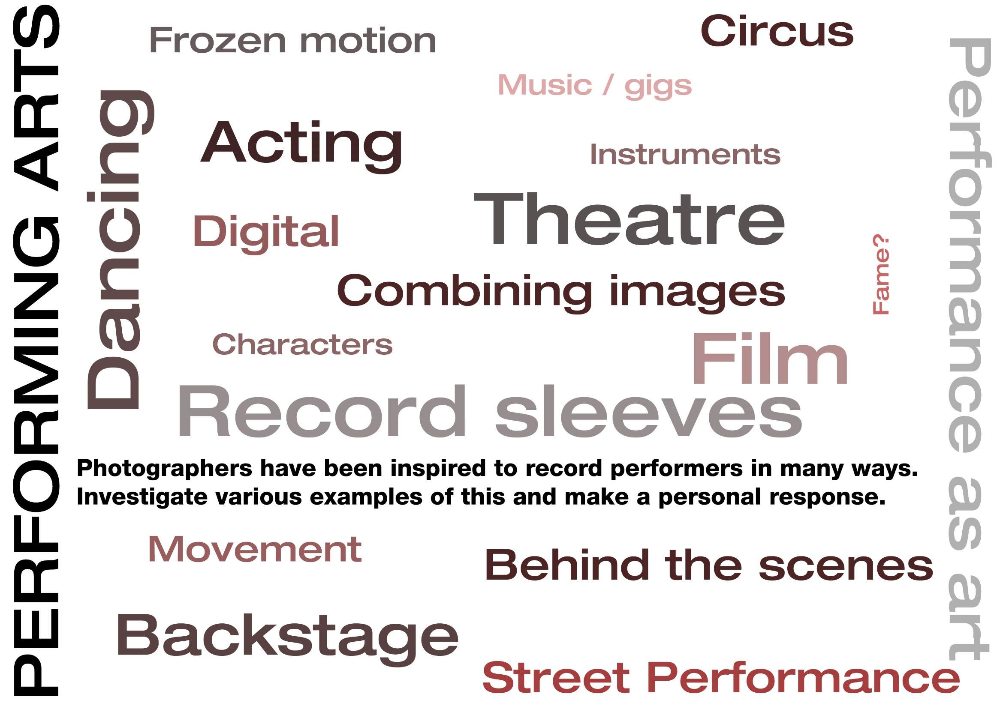 PERFORMING ARTS
Frozen motion
Circus
Music / gigs
Dancing
Acting
Instruments
Theatre
Digital
Fame?
Combining images
Characters
Film
Record sleeves
Performance as art
Photographers have been inspired to record performers in many ways.
Investigate various examples of this and make a personal response.
Movement
Behind the scenes
Backstage
Street Performance